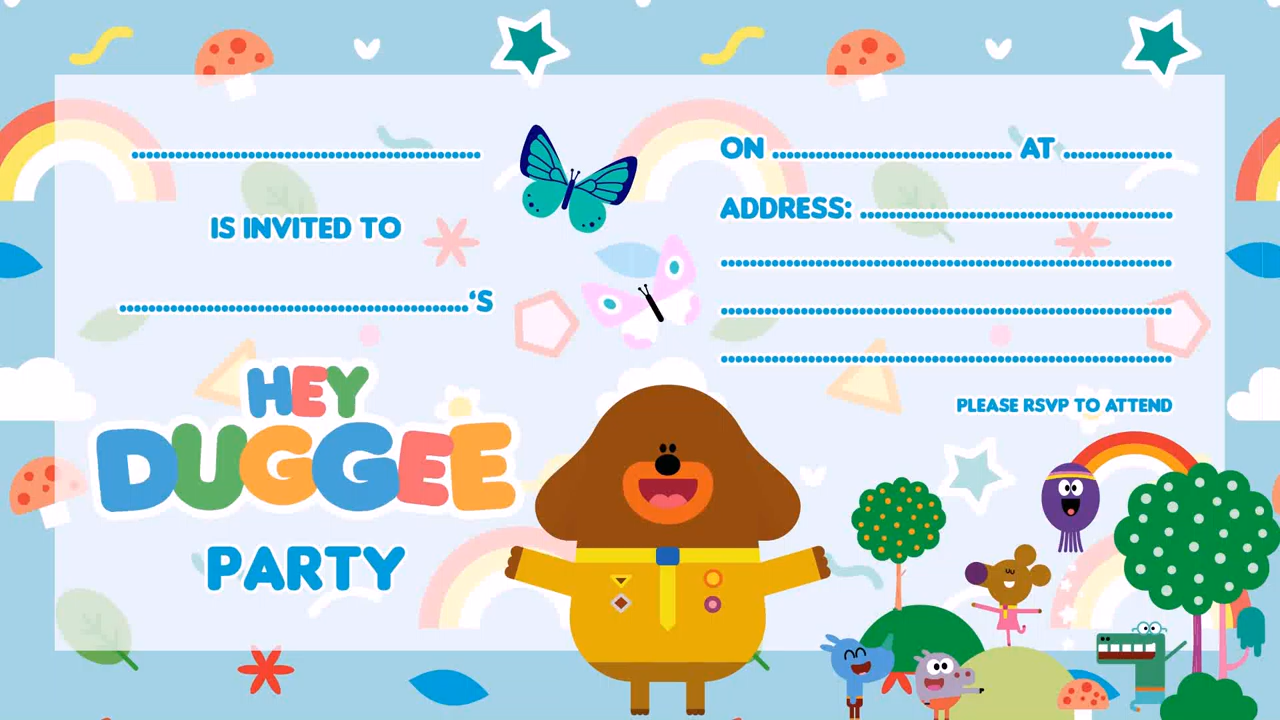 IS INVITED TO
'S
HEY
DUGGEE
PARTY
ON AT
ADDRESS:
PLEASE RSVP TO ATTEND